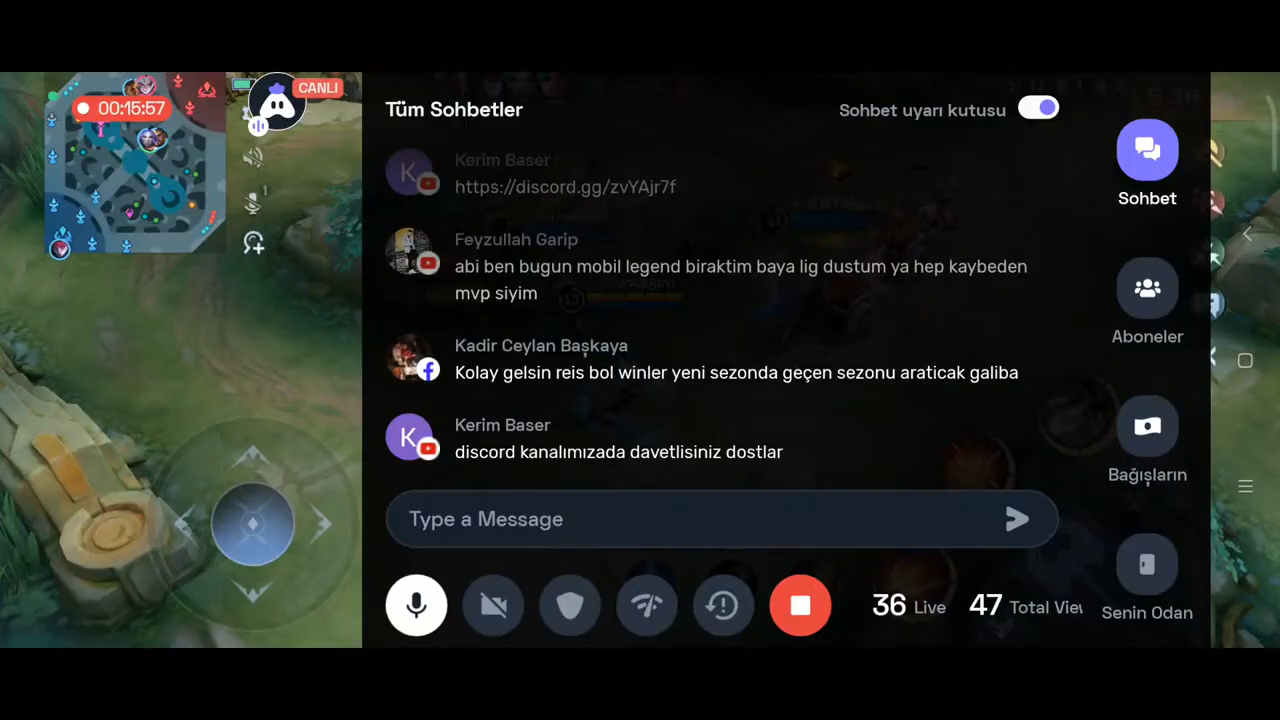 00:15:57
CANLI
1
Tüm Sohbetler
Sohbet uyarı kutusu
Kerim Baser
https://discord.gg/zvYAjr7f
Feyzullah Garip
abi ben bugun mobil legend biraktim baya lig dustum ya hep kaybeden
mvp siyim
Kadir Ceylan Başkaya
Kolay gelsin reis bol winler yeni sezonda geçen sezonu araticak galiba
K
Kerim Baser
discord kanalımızada davetlisiniz dostlar
Type a Message
36 Live
47 Total Viev
Sohbet
Aboneler
Bağışların
Senin Odan